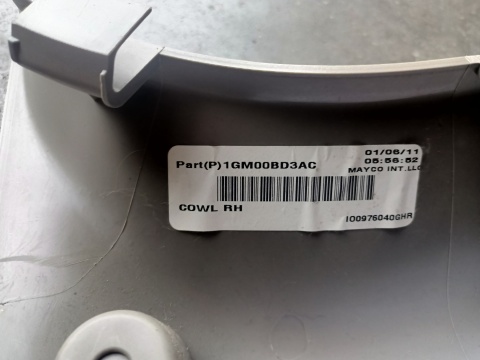 Part(P)1GM00BD3AC
01/06/11
05:56:52
MAYCO INT.LLC
COWL RH
I00976040GHR